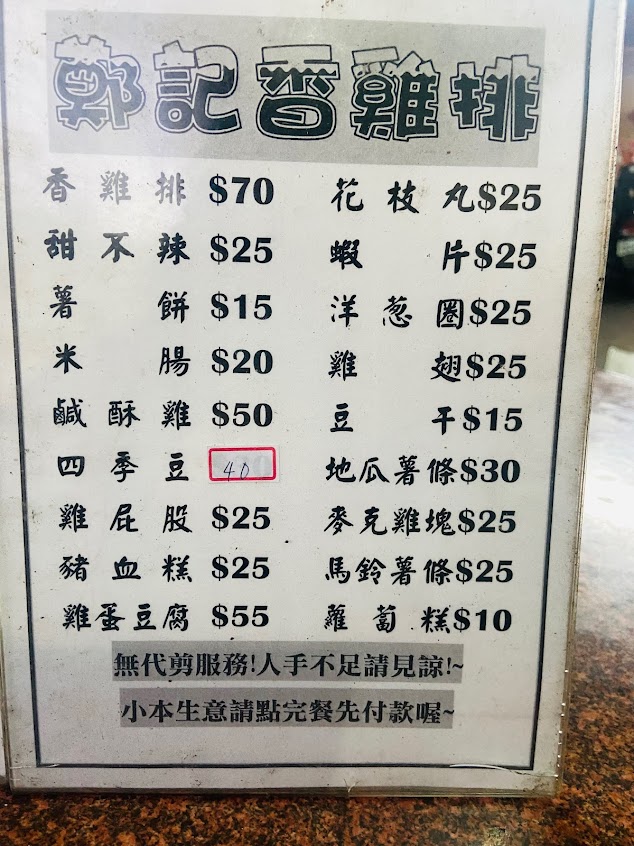 鄭記香雞排
香雞排 $70
甜不辣 $25
薯餅 $15
米腸 $20
鹹酥雞 $50
四季豆 40
雞屁股 $25
豬血糕 $25
雞蛋豆腐 $55
花枝丸 $25
蝦片 $25
洋蔥圈 $25
雞翅 $25
豆干 $15
地瓜薯條 $30
麥克雞塊 $25
馬鈴薯條 $25
蘿蔔糕 $10
無代剪服務!人手不足請見諒!~
小本生意請點完餐先付款喔~